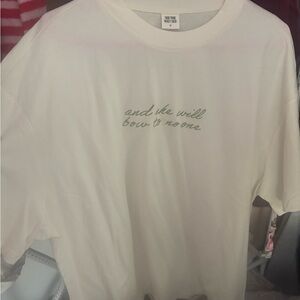 and she will
bow to no one